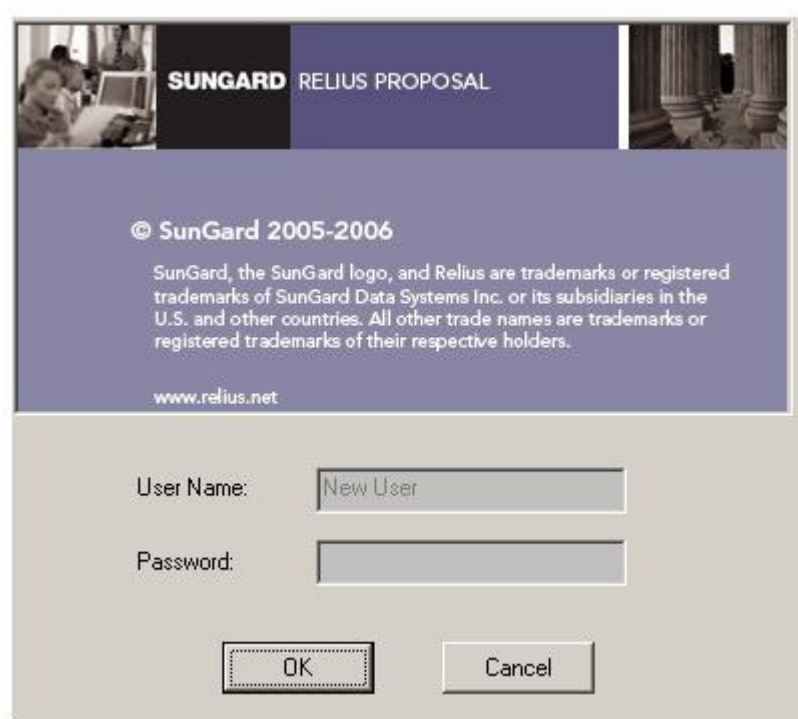 SUNGARD RELIUS PROPOSAL
© SunGard 2005-2006
SunGard, the SunGard logo, and Relius are trademarks or registered
trademarks of SunGard Data Systems Inc. or its subsidiaries in the
U.S. and other countries. All other trade names are trademarks or
registered trademarks of their respective holders.
www.relius.net
User Name: New User
Password:
OK Cancel